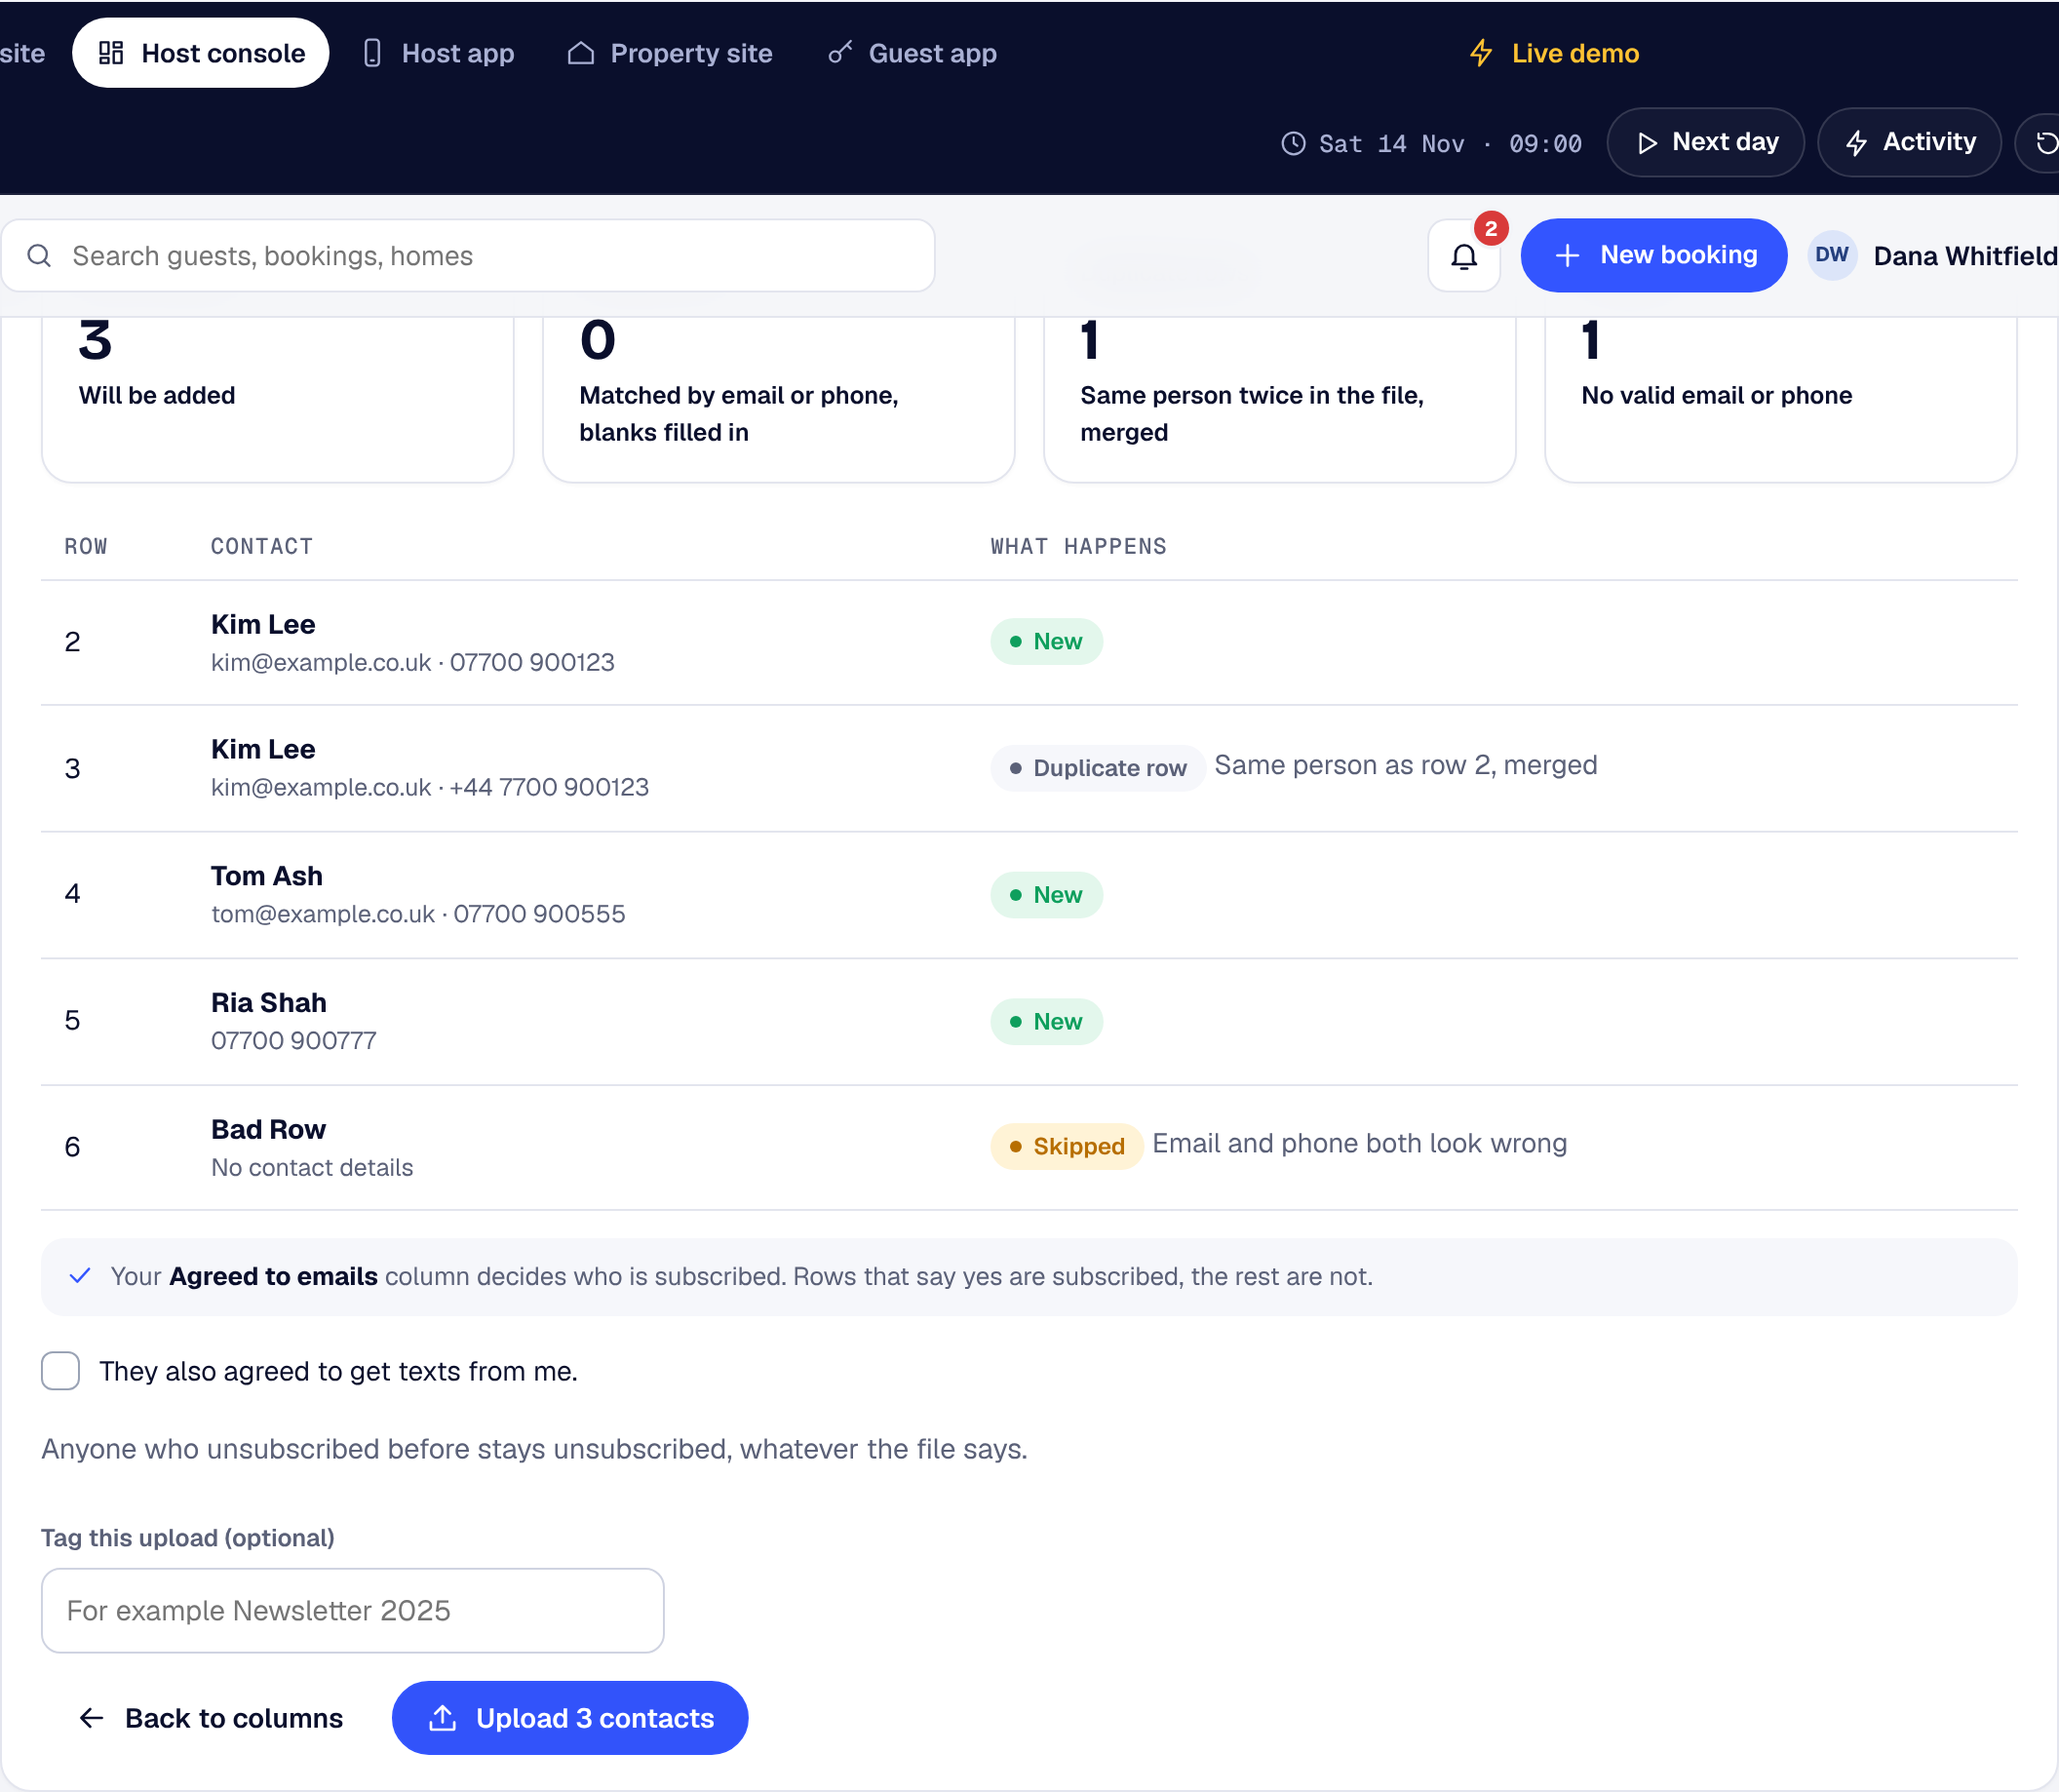 site
Host console
Host app
Property site
Guest app
Live demo
Sat 14 Nov · 09:00
Next day
Activity
Search guests, bookings, homes
2
New booking
DW
Dana Whitfield
3
Will be added
0
Matched by email or phone,
blanks filled in
1
Same person twice in the file,
merged
1
No valid email or phone
ROW
CONTACT
WHAT HAPPENS
2
Kim Lee
kim@example.co.uk · 07700 900123
New
3
Kim Lee
kim@example.co.uk · +44 7700 900123
Duplicate row
Same person as row 2, merged
4
Tom Ash
tom@example.co.uk · 07700 900555
New
5
Ria Shah
07700 900777
New
6
Bad Row
No contact details
Skipped
Email and phone both look wrong
Your Agreed to emails column decides who is subscribed. Rows that say yes are subscribed, the rest are not.
They also agreed to get texts from me.
Anyone who unsubscribed before stays unsubscribed, whatever the file says.
Tag this upload (optional)
For example Newsletter 2025
Back to columns
Upload 3 contacts